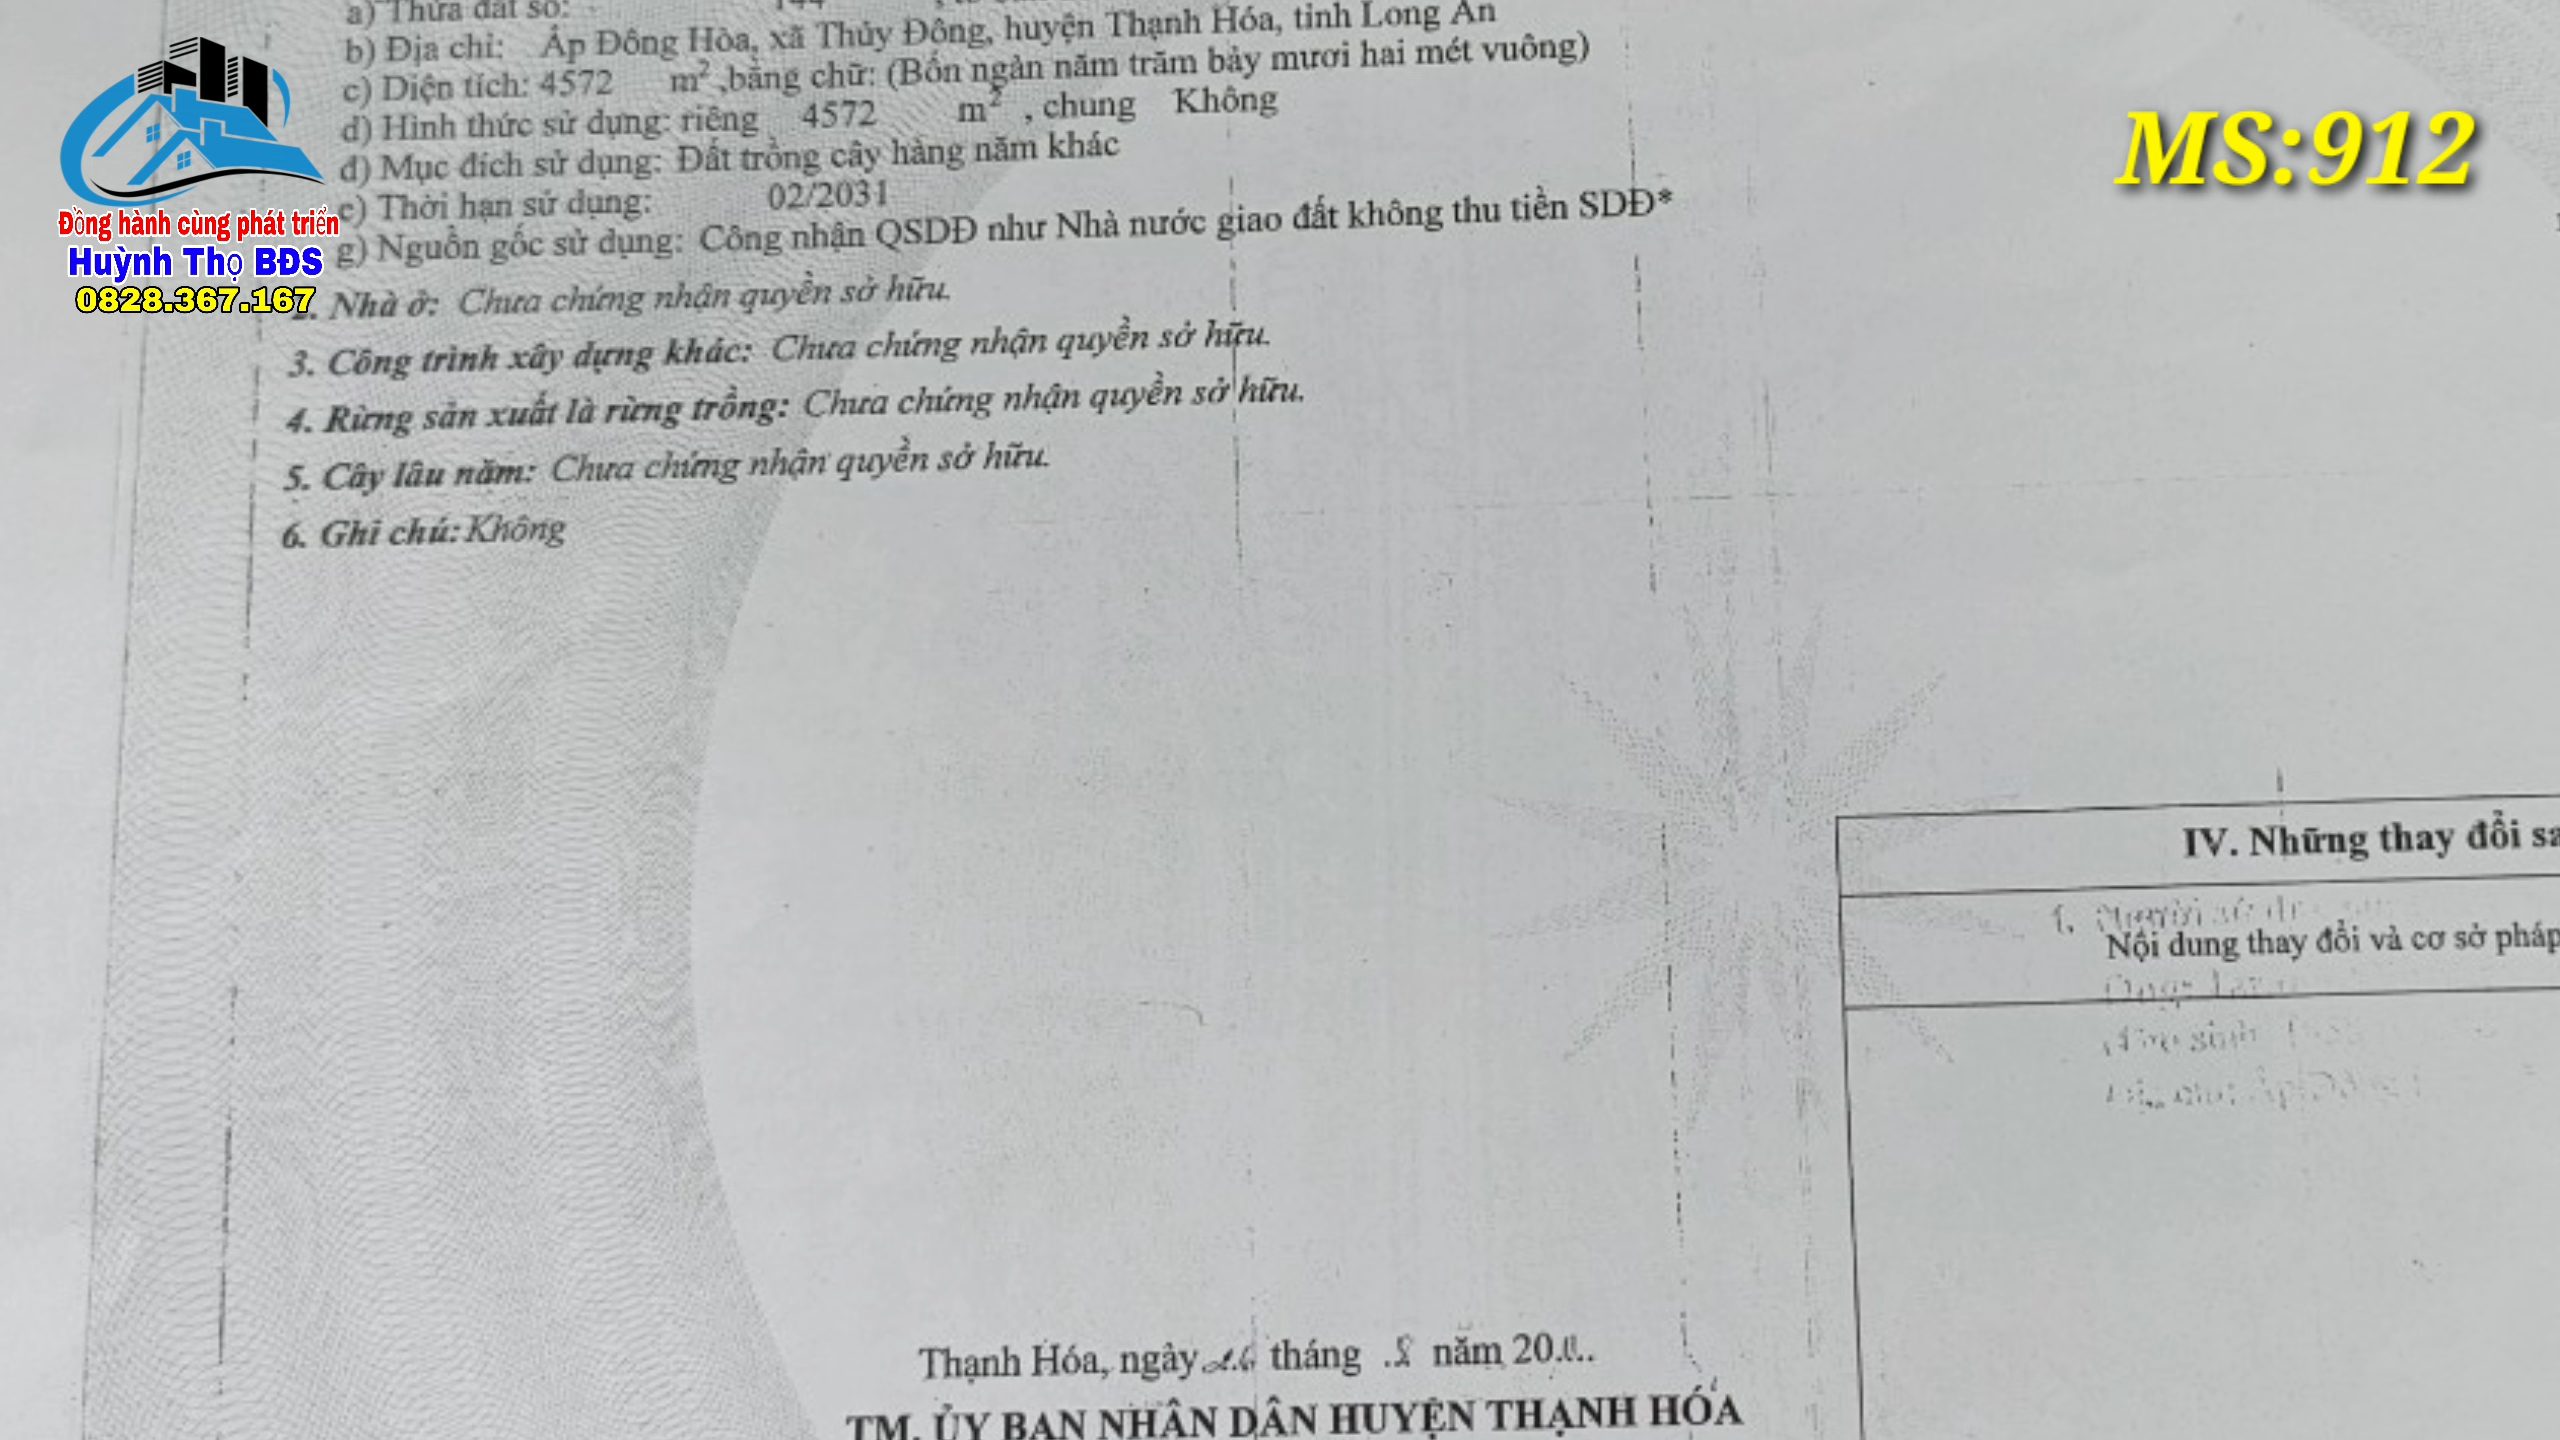 a) Thửa đất số: 144
b) Địa chỉ: Ấp Đông Hòa, xã Thủy Đông, huyện Thạnh Hóa, tỉnh Long An
c) Diện tích: 4572 m², bằng chữ: (Bốn ngàn năm trăm bảy mươi hai mét vuông)
d) Hình thức sử dụng: riêng 4572 m², chung Không
đ) Mục đích sử dụng: Đất trồng cây hàng năm khác
e) Thời hạn sử dụng: 02/2031
g) Nguồn gốc sử dụng: Công nhận QSDĐ như Nhà nước giao đất không thu tiền SDĐ*
2. Nhà ở: Chưa chứng nhận quyền sở hữu.
3. Công trình xây dựng khác: Chưa chứng nhận quyền sở hữu.
4. Rừng sản xuất là rừng trồng: Chưa chứng nhận quyền sở hữu.
5. Cây lâu năm: Chưa chứng nhận quyền sở hữu.
6. Ghi chú: Không
Đồng hành cùng phát triển
Huỳnh Thọ BĐS
0828.367.167
MS:912
IV. Những thay đổi
Nội dung thay đổi và cơ sở pháp
Thạnh Hóa, ngày tháng năm 20
TM. ỦY BAN NHÂN DÂN HUYỆN THẠNH HÓA